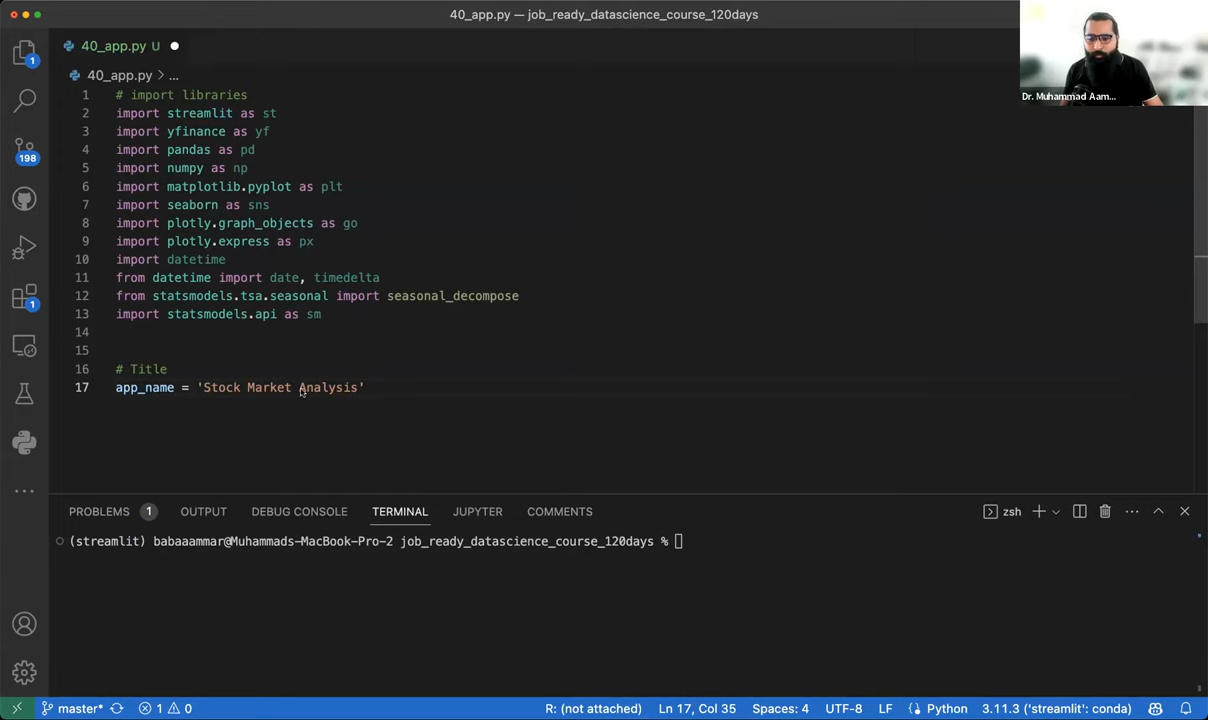 40_app.py — job_ready_datascience_course_120days
40_app.py U
40_app.py > ...
1 # import libraries
2 import streamlit as st
3 import yfinance as yf
4 import pandas as pd
5 import numpy as np
6 import matplotlib.pyplot as plt
7 import seaborn as sns
8 import plotly.graph_objects as go
9 import plotly.express as px
10 import datetime
11 from datetime import date, timedelta
12 from statsmodels.tsa.seasonal import seasonal_decompose
13 import statsmodels.api as sm
14
15
16 # Title
17 app_name = 'Stock Market Analysis'
1
198
1
Dr. Muhammad Aam...
PROBLEMS 1 OUTPUT DEBUG CONSOLE TERMINAL JUPYTER COMMENTS zsh
(streamlit) babaaammar@Muhammads-MacBook-Pro-2 job_ready_datascience_course_120days %
master* 1 0 R: (not attached) Ln 17, Col 35 Spaces: 4 UTF-8 LF Python 3.11.3 ('streamlit': conda)